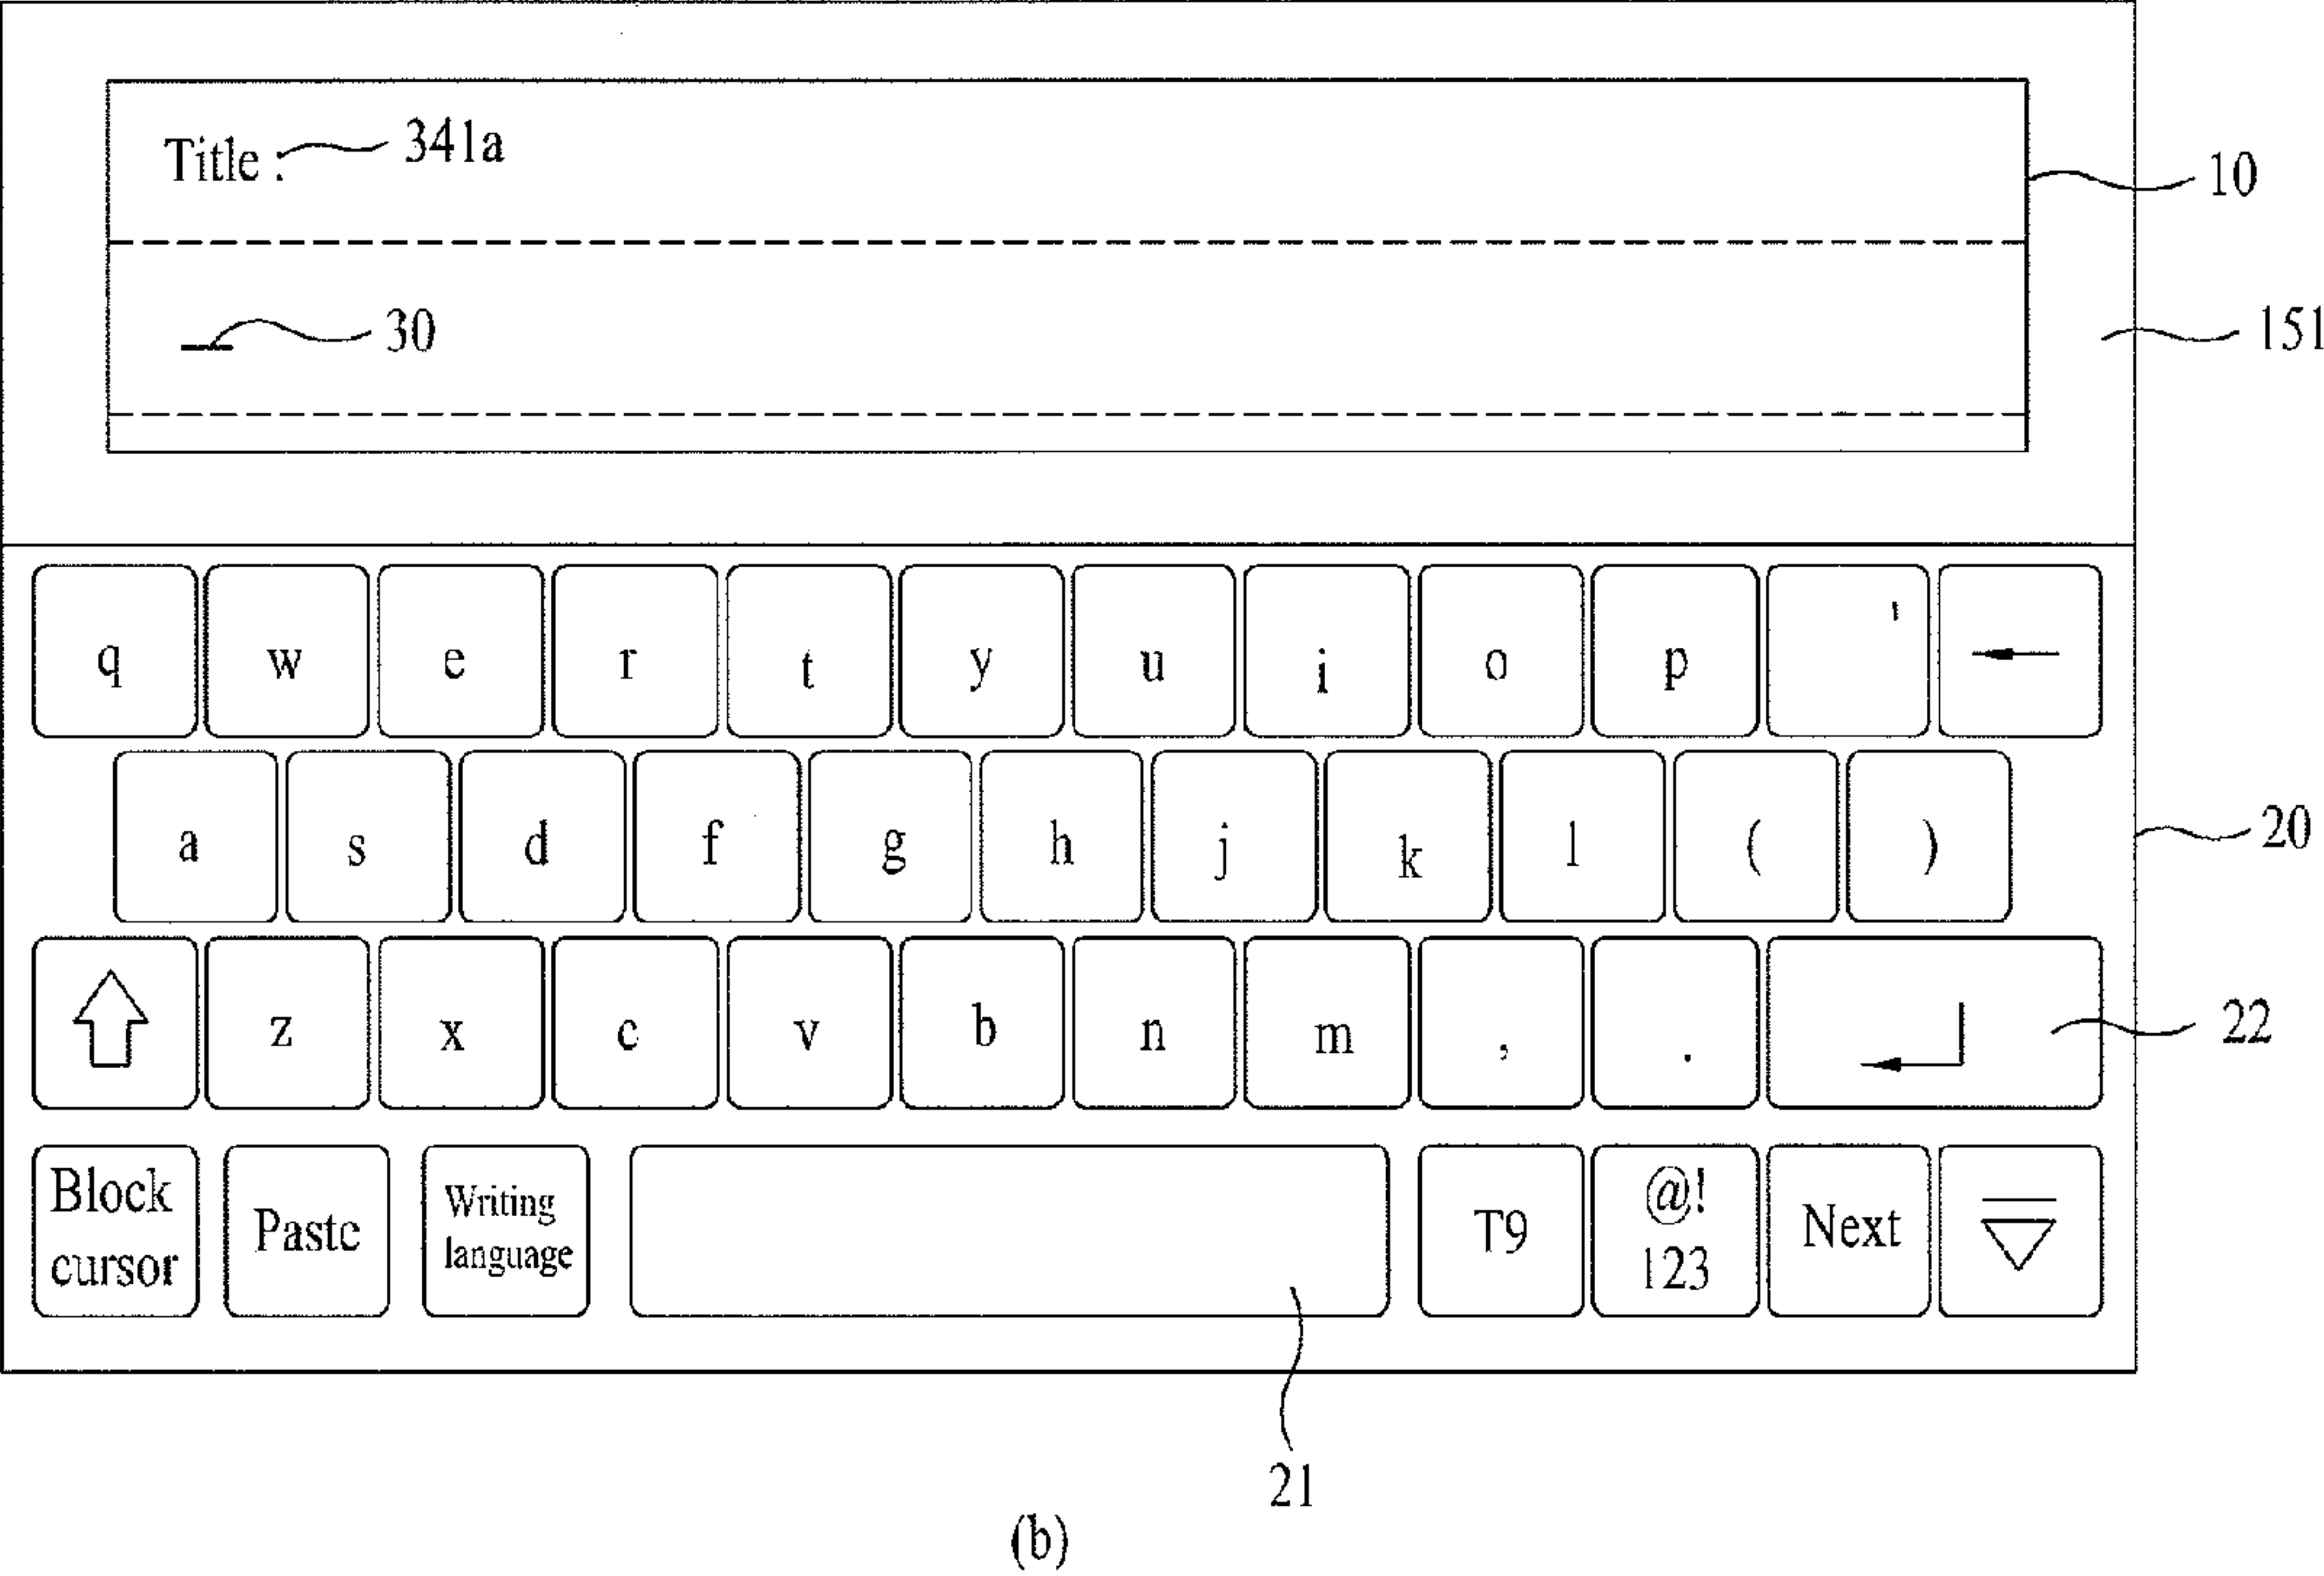 Title : 341a
10
30
151
q w e r t y u i o p ' ←
a s d f g h j k l ( )
20
z x c v b n m , .
22
Block cursor Paste Writing language T9 @! 123 Next
21
(b)